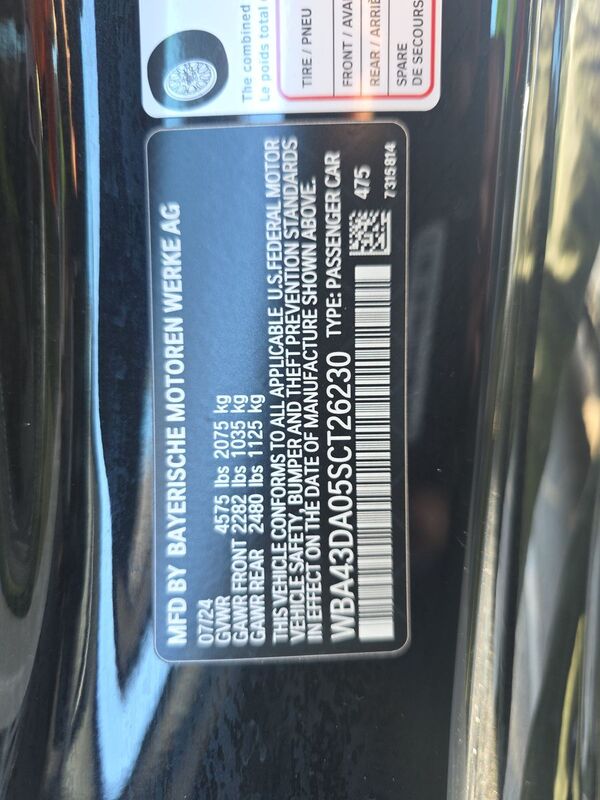 The combined
Le poids total
TIRE / PNEU
FRONT /
REAR /
SPARE
DE SECOURS
MFD BY BAYERISCHE MOTOREN WERKE AG
07/24
GVWR 4575 lbs 2075 kg
GAWR FRONT 2282 lbs 1035 kg
GAWR REAR 2480 lbs 1125 kg
THIS VEHICLE CONFORMS TO ALL APPLICABLE U.S.FEDERAL MOTOR
VEHICLE SAFETY, BUMPER AND THEFT PREVENTION STANDARDS
IN EFFECT ON THE DATE OF MANUFACTURE SHOWN ABOVE.
WBA43DA05SCT26230 TYPE: PASSENGER CAR
475
7315814